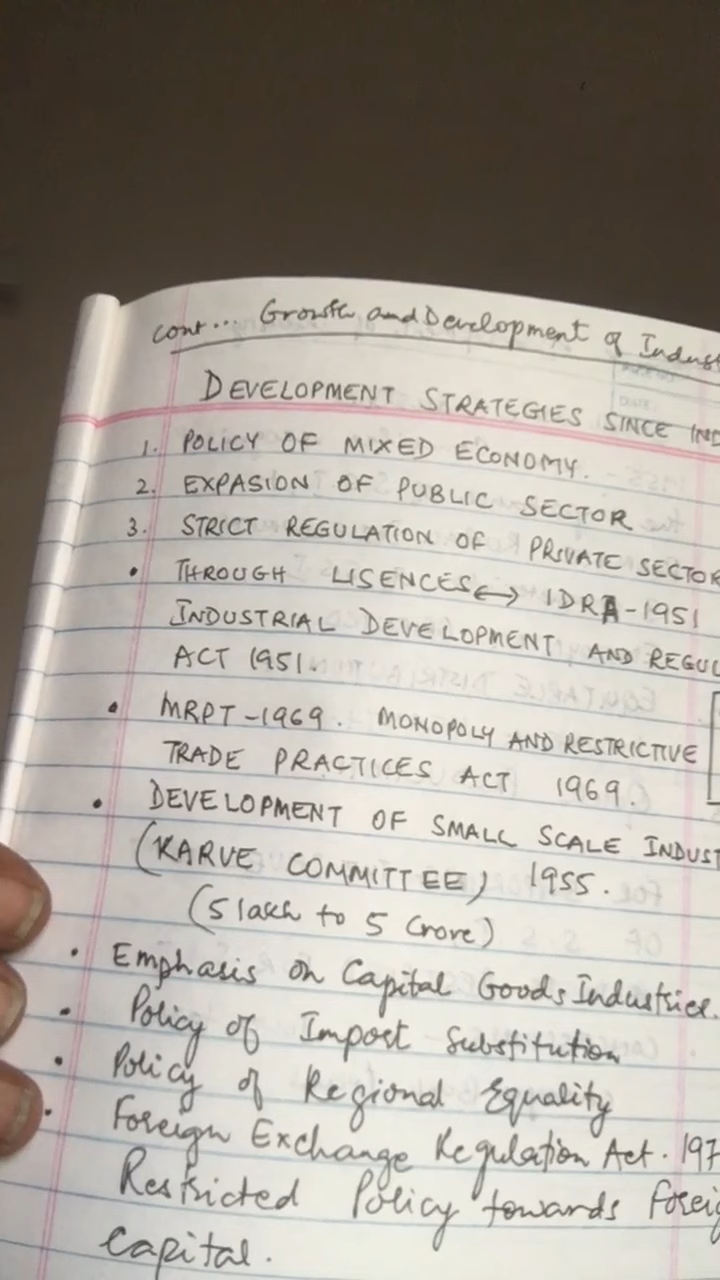 cont... Growth and Development of Indust
DEVELOPMENT STRATEGIES SINCE IND
1. POLICY OF MIXED ECONOMY.
2. EXPASION OF PUBLIC SECTOR
3. STRICT REGULATION OF PRIVATE SECTOR
• THROUGH LISENCES ↔ IDRA-1951
INDUSTRIAL DEVELOPMENT AND REGUL
ACT 1951.
• MRPT-1969. MONOPOLY AND RESTRICTIVE
TRADE PRACTICES ACT 1969.
• DEVELOPMENT OF SMALL SCALE INDUST
(KARVE COMMITTEE) 1955.
(5 lakh to 5 Crore)
• Emphasis on Capital Goods Industries.
• Policy of Import Substitution
• Policy of Regional Equality
• Foreign Exchange Regulation Act. 197
Restricted Policy towards foreig
capital.